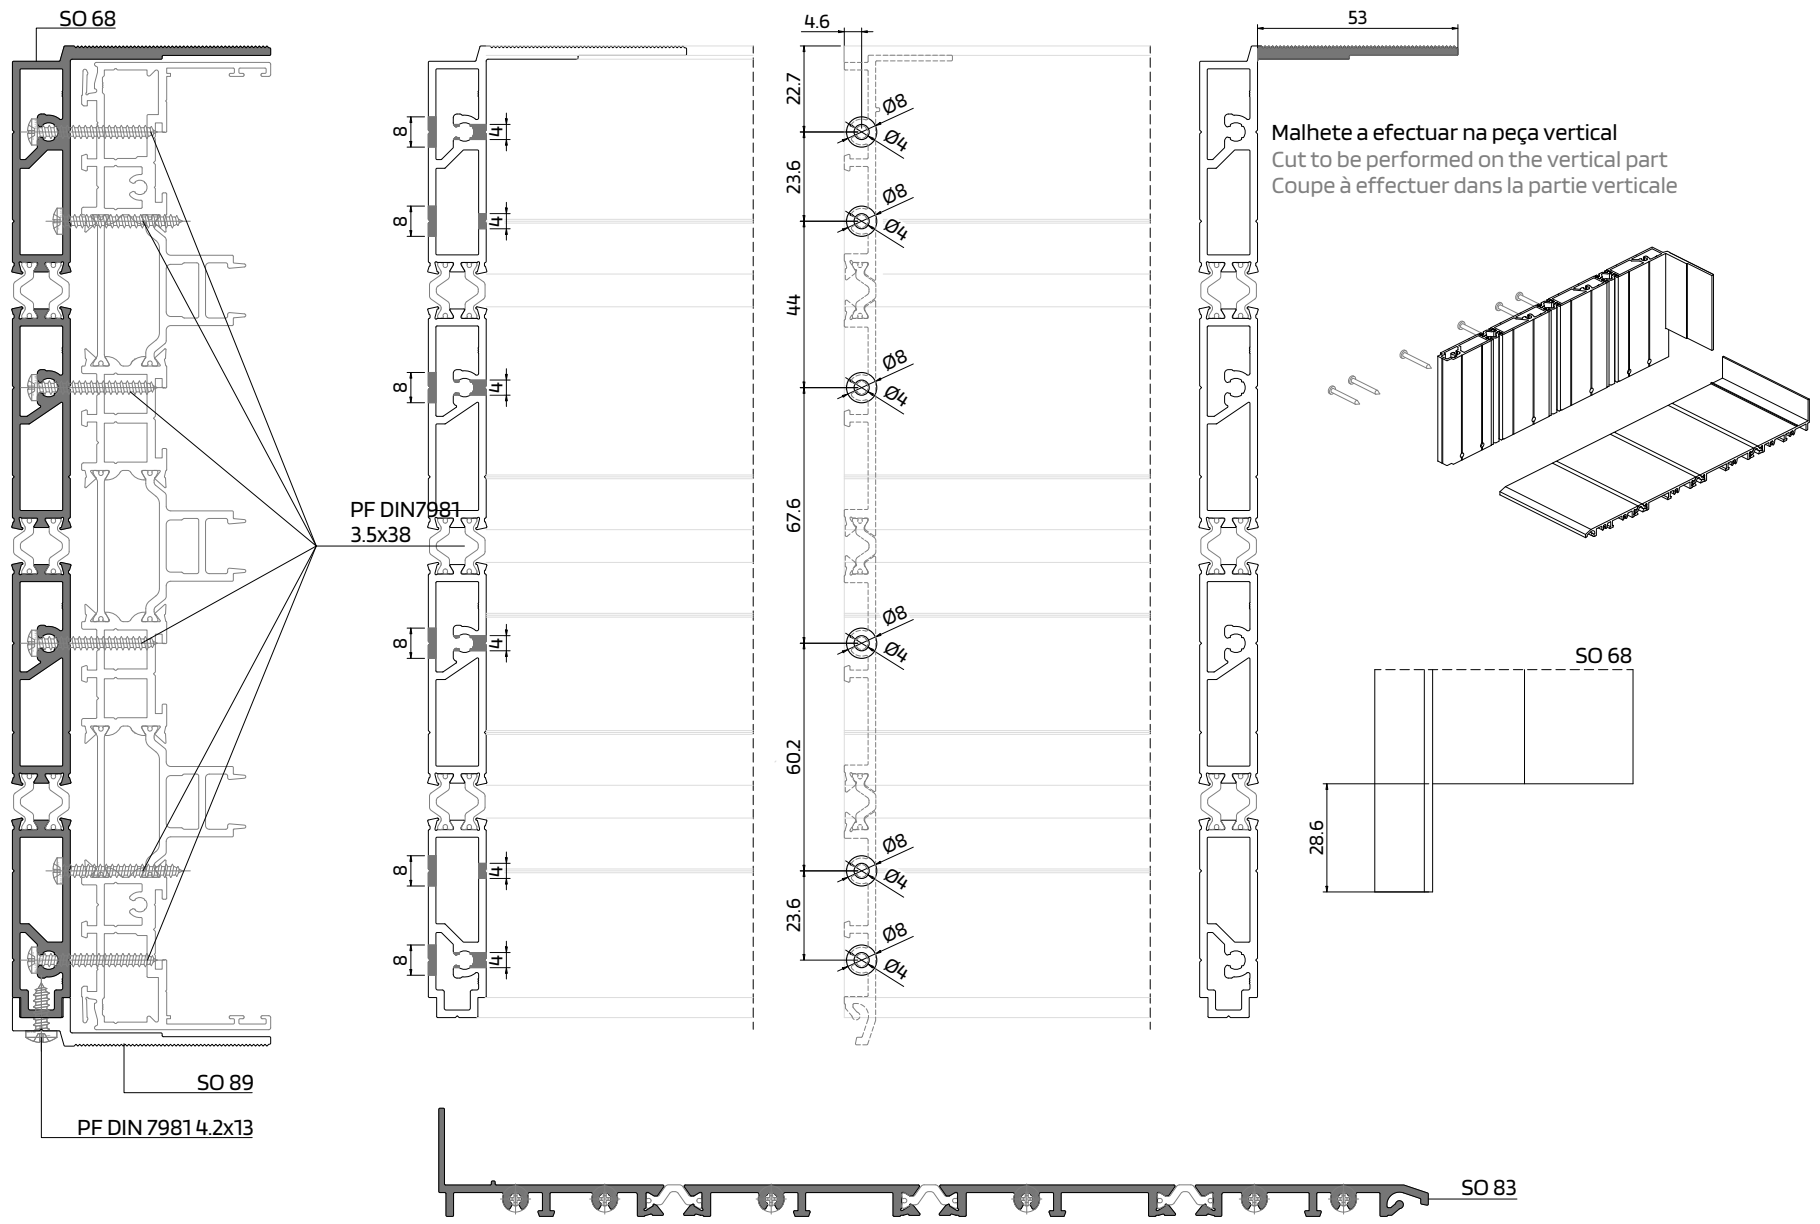 SO 68
4.6
53
22.7
Ø8
Ø4
8
4
Malhete a efectuar na peça vertical
Cut to be performed on the vertical part
Coupe à effectuer dans la partie verticale
23.6
Ø8
Ø4
8
4
44
Ø8
Ø4
8
4
PF DIN7981
3.5x38
67.6
Ø8
Ø4
8
4
SO 68
60.2
28.6
Ø8
Ø4
8
4
23.6
Ø8
Ø4
8
4
SO 89
PF DIN 7981 4.2x13
SO 83